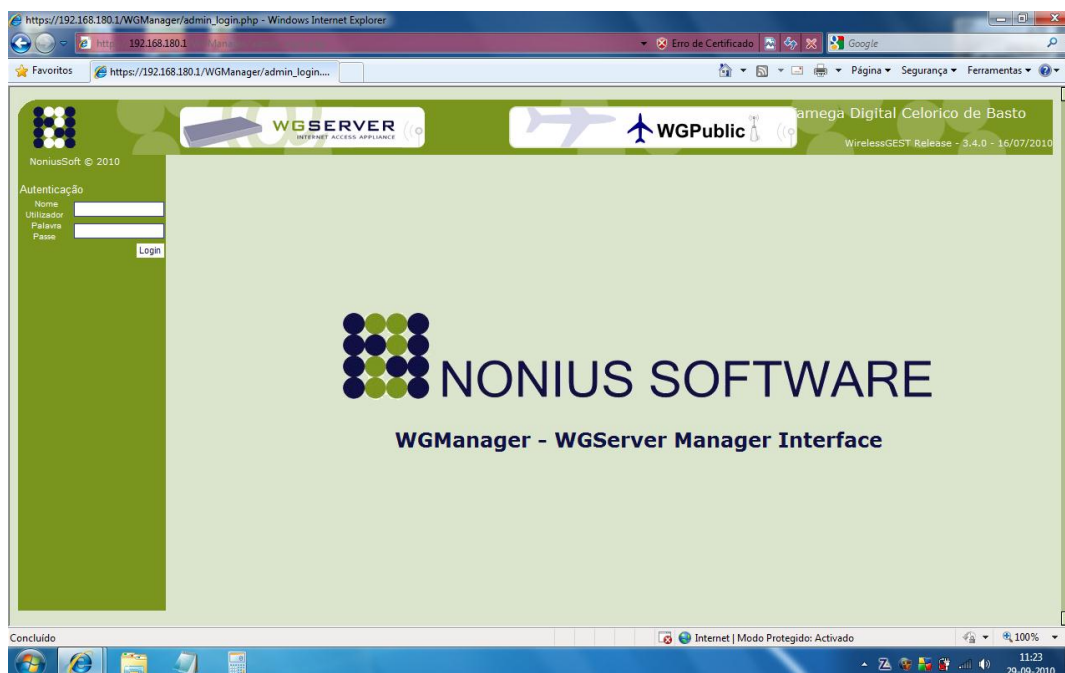 https://192.168.180.1/WGManager/admin_login.php - Windows Internet Explorer
192.168.180.1
Erro de Certificado
Google
Favoritos
https://192.168.180.1/WGManager/admin_login....
Página
Segurança
Ferramentas
WGSERVER
INTERNET ACCESS APPLIANCE
WGPublic
amega Digital Celorico de Basto
WirelessGEST Release - 3.4.0 - 16/07/2010
NoniusSoft © 2010
Autenticação
Nome
Utilizador
Palavra
Passe
Login
NONIUS SOFTWARE
WGManager - WGServer Manager Interface
Concluído
Internet | Modo Protegido: Activado
100%
11:23
29-09-2010